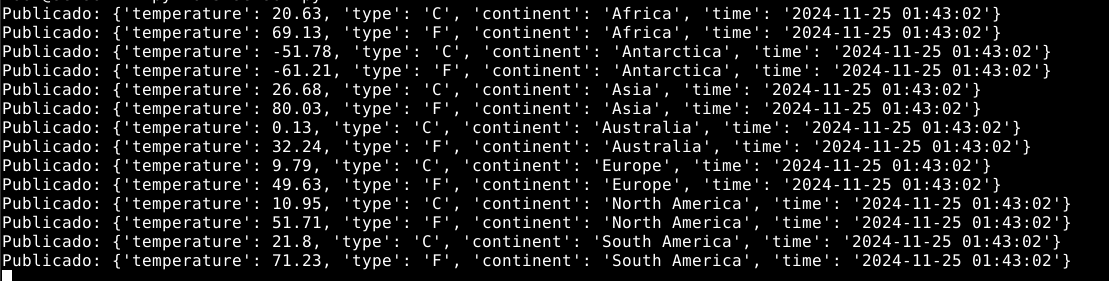 Publicado: {'temperature': 20.63, 'type': 'C', 'continent': 'Africa', 'time': '2024-11-25 01:43:02'}
Publicado: {'temperature': 69.13, 'type': 'F', 'continent': 'Africa', 'time': '2024-11-25 01:43:02'}
Publicado: {'temperature': -51.78, 'type': 'C', 'continent': 'Antarctica', 'time': '2024-11-25 01:43:02'}
Publicado: {'temperature': -61.21, 'type': 'F', 'continent': 'Antarctica', 'time': '2024-11-25 01:43:02'}
Publicado: {'temperature': 26.68, 'type': 'C', 'continent': 'Asia', 'time': '2024-11-25 01:43:02'}
Publicado: {'temperature': 80.03, 'type': 'F', 'continent': 'Asia', 'time': '2024-11-25 01:43:02'}
Publicado: {'temperature': 0.13, 'type': 'C', 'continent': 'Australia', 'time': '2024-11-25 01:43:02'}
Publicado: {'temperature': 32.24, 'type': 'F', 'continent': 'Australia', 'time': '2024-11-25 01:43:02'}
Publicado: {'temperature': 9.79, 'type': 'C', 'continent': 'Europe', 'time': '2024-11-25 01:43:02'}
Publicado: {'temperature': 49.63, 'type': 'F', 'continent': 'Europe', 'time': '2024-11-25 01:43:02'}
Publicado: {'temperature': 10.95, 'type': 'C', 'continent': 'North America', 'time': '2024-11-25 01:43:02'}
Publicado: {'temperature': 51.71, 'type': 'F', 'continent': 'North America', 'time': '2024-11-25 01:43:02'}
Publicado: {'temperature': 21.8, 'type': 'C', 'continent': 'South America', 'time': '2024-11-25 01:43:02'}
Publicado: {'temperature': 71.23, 'type': 'F', 'continent': 'South America', 'time': '2024-11-25 01:43:02'}